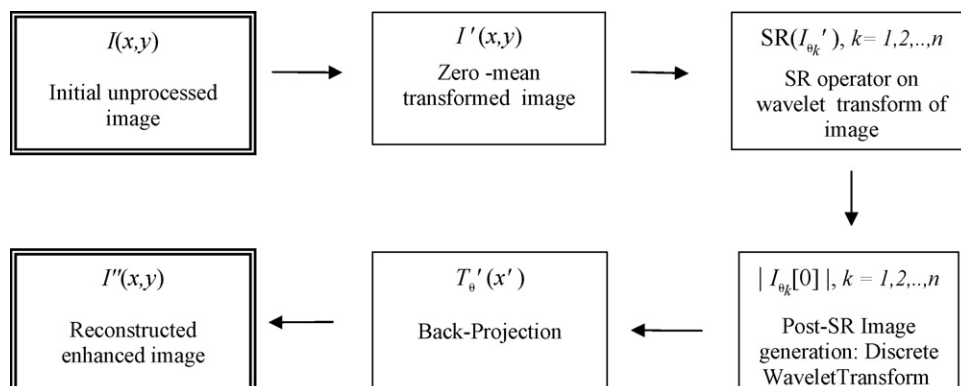 I(x,y)
Initial unprocessed
image
I′(x,y)
Zero -mean
transformed image
SR(I_θk′), k= 1,2,..,n
SR operator on
wavelet transform of
image
|I_θk[0]|, k = 1,2,..,n
Post-SR Image
generation: Discrete
WaveletTransform
T_θ′(x′)
Back-Projection
I″(x,y)
Reconstructed
enhanced image